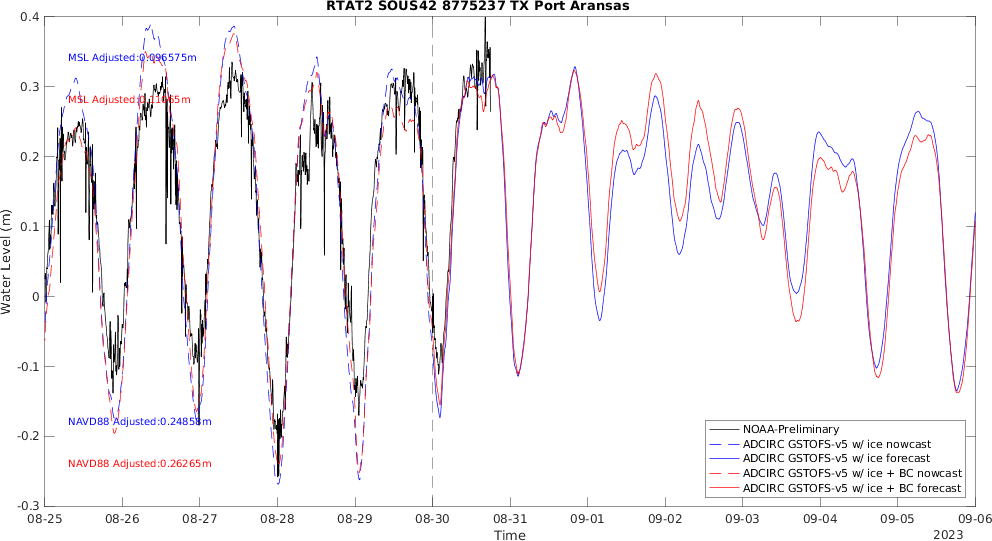 RTAT2 SOUS42 8775237 TX Port Aransas
Water Level (m)
0.4
0.3
0.2
0.1
0
-0.1
-0.2
-0.3
MSL Adjusted:0.096575m
MSL Adjusted:0.11065m
NAVD88 Adjusted:0.24858m
NAVD88 Adjusted:0.26265m
NOAA-Preliminary
ADCIRC GSTOFS-v5 w/ ice nowcast
ADCIRC GSTOFS-v5 w/ ice forecast
ADCIRC GSTOFS-v5 w/ ice + BC nowcast
ADCIRC GSTOFS-v5 w/ ice + BC forecast
08-25 08-26 08-27 08-28 08-29 08-30 08-31 09-01 09-02 09-03 09-04 09-05 09-06
Time
2023